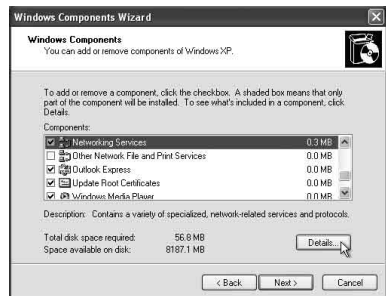 Windows Components Wizard
Windows Components
You can add or remove components of Windows XP.
To add or remove a component, click the checkbox. A shaded box means that only
part of the component will be installed. To see what's included in a component, click
Details.
Components:
Networking Services 0.3 MB
Other Network File and Print Services 0.0 MB
Outlook Express 0.0 MB
Update Root Certificates 0.0 MB
Windows Media Player 0.0 MB
Description: Contains a variety of specialized, network-related services and protocols.
Total disk space required: 56.8 MB
Space available on disk: 8187.1 MB
Details...
< Back Next > Cancel